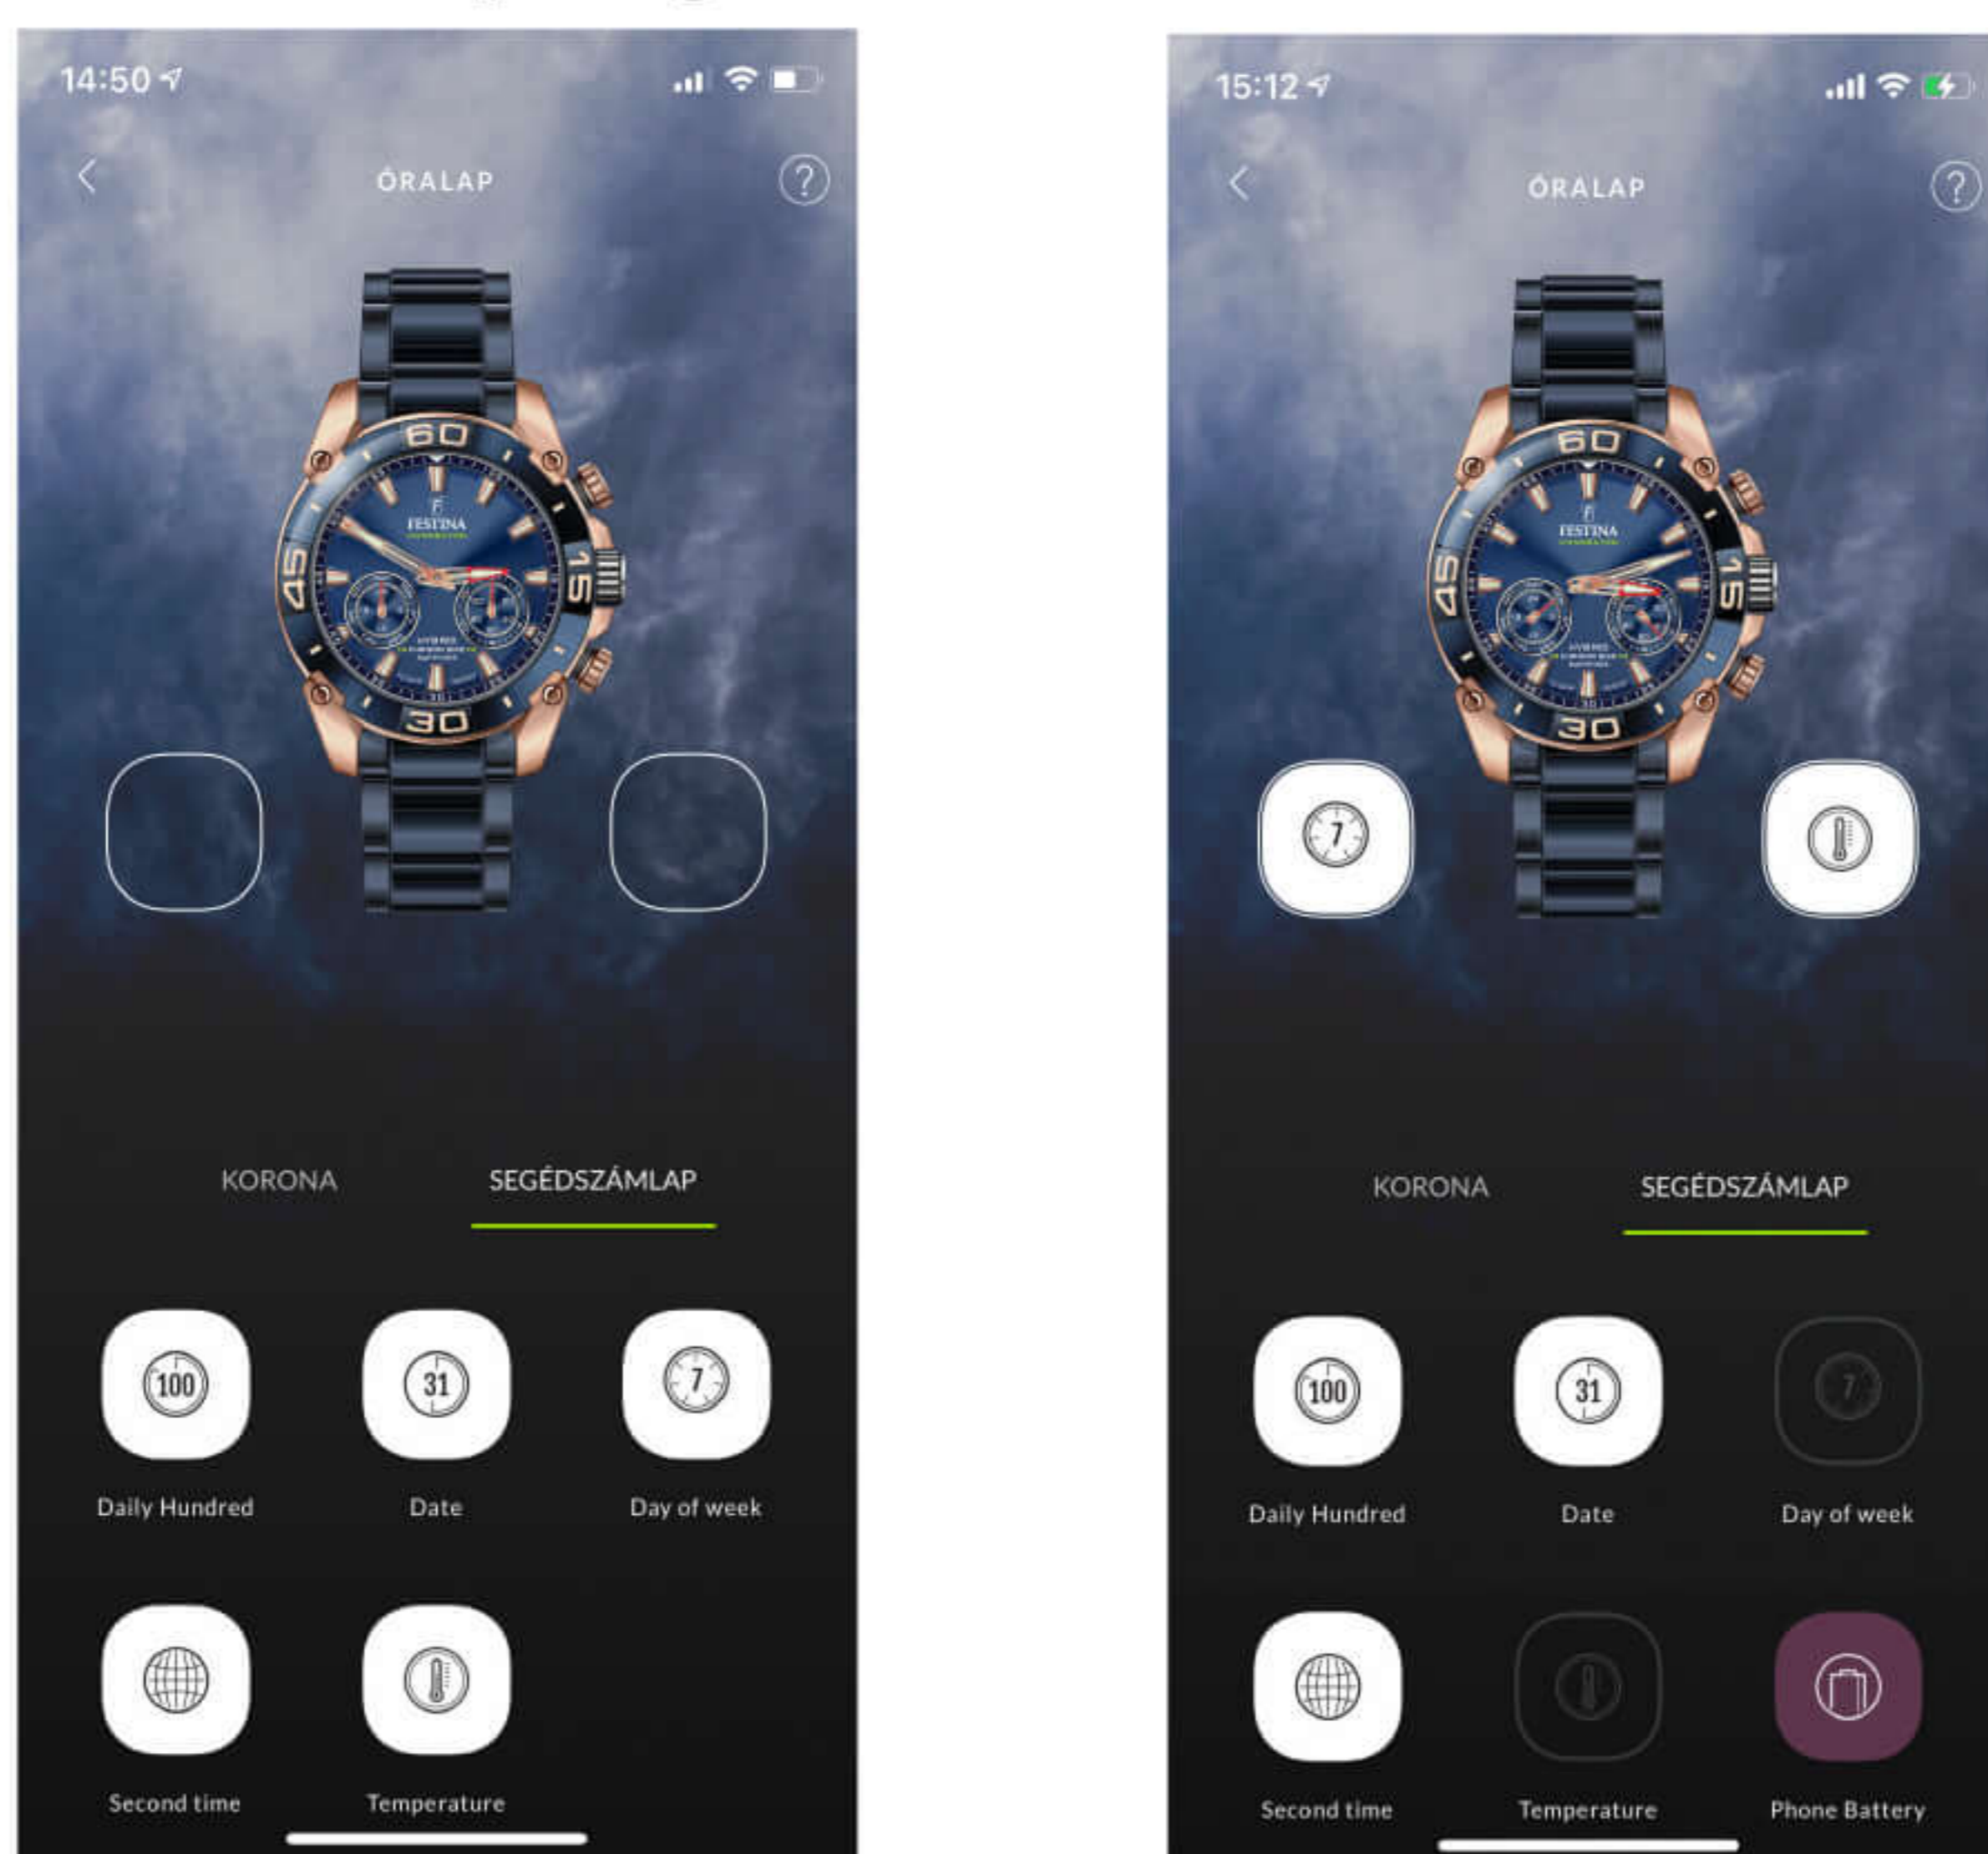 14:50
ÓRALAP
60
FESTINA
45
15
30
KORONA
SEGÉDSZÁMLAP
100
31
7
Daily Hundred
Date
Day of week
Second time
Temperature
15:12
ÓRALAP
60
FESTINA
45
15
30
7
KORONA
SEGÉDSZÁMLAP
100
31
7
Daily Hundred
Date
Day of week
Second time
Temperature
Phone Battery